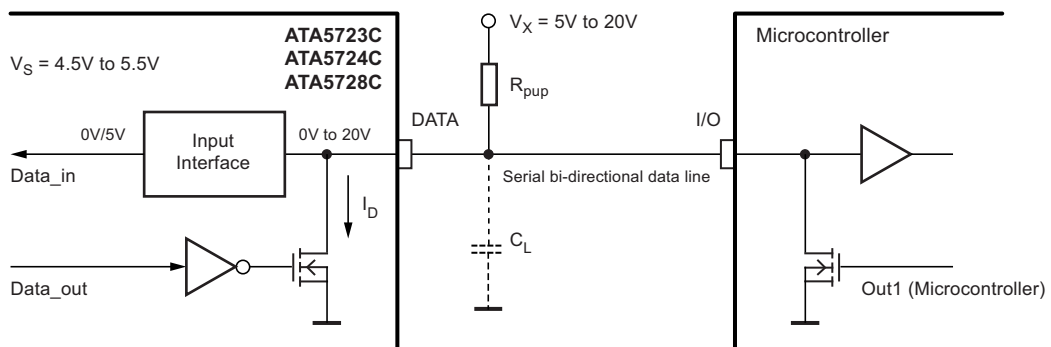 ATA5723C
ATA5724C
ATA5728C
V_S = 4.5V to 5.5V
0V/5V
Input
Interface
0V to 20V
Data_in
I_D
Data_out
DATA
V_X = 5V to 20V
R_pup
Serial bi-directional data line
C_L
I/O
Microcontroller
Out1 (Microcontroller)